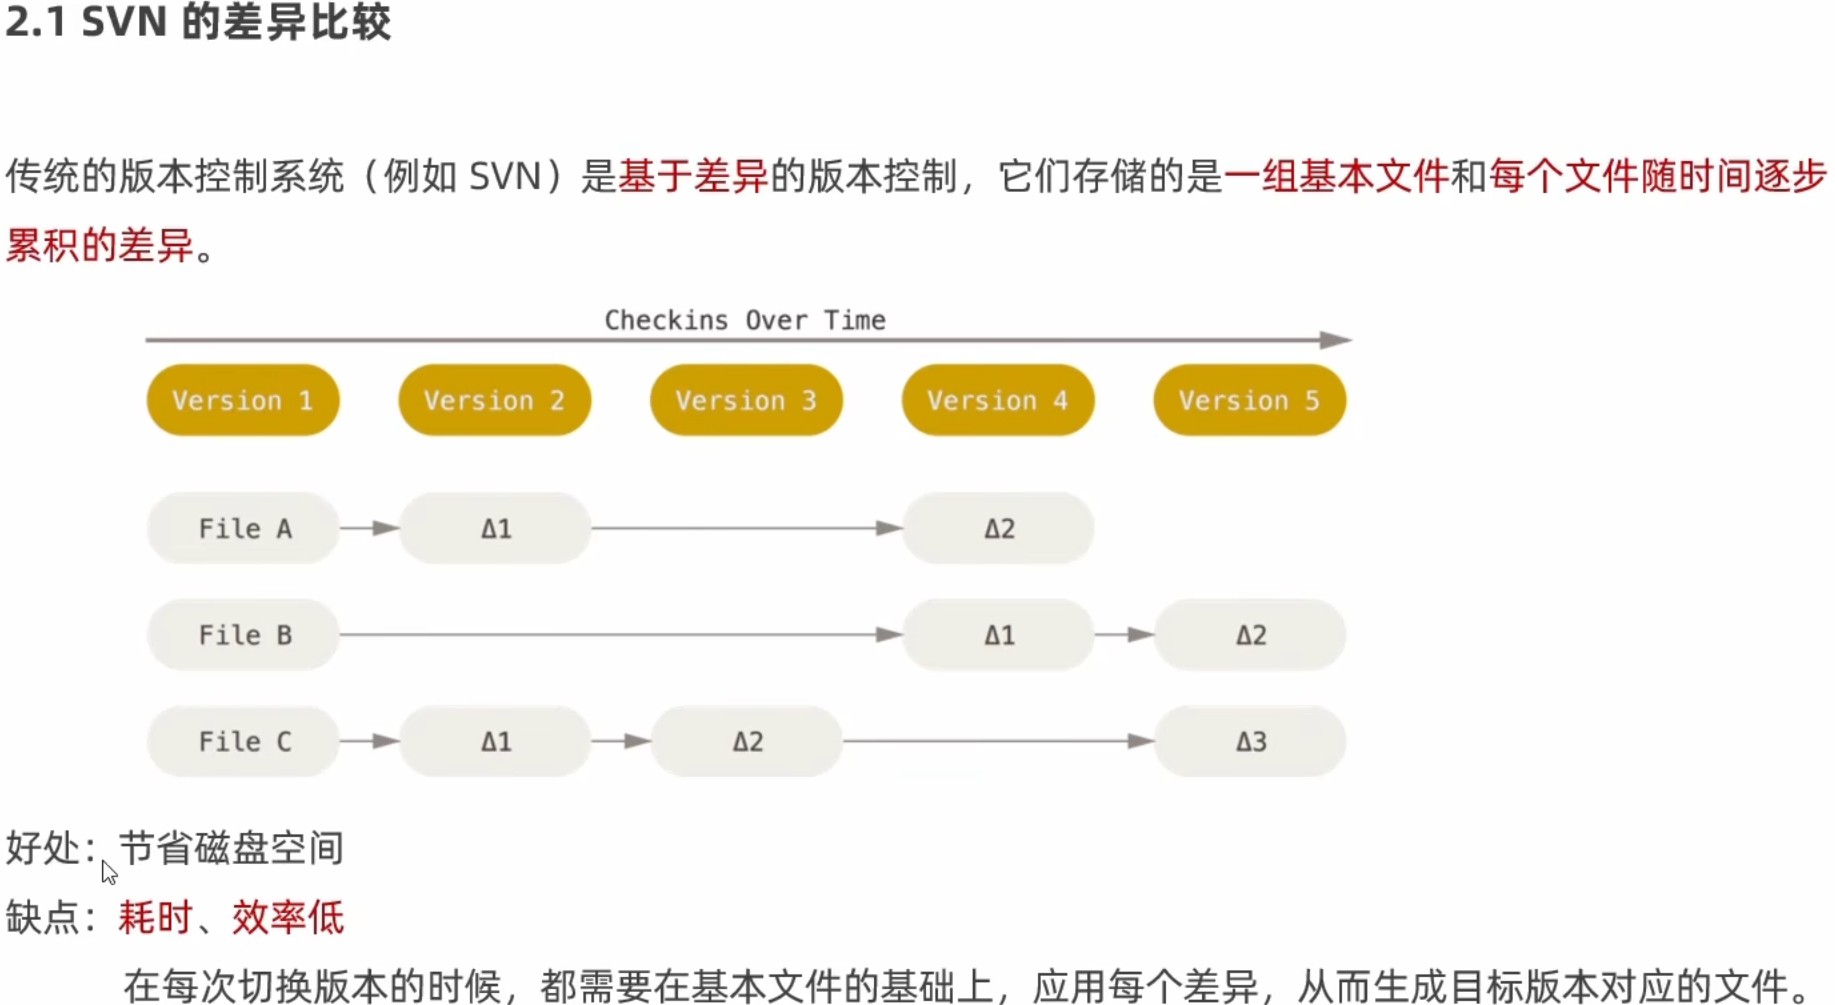 2.1 SVN 的差异比较
传统的版本控制系统（例如 SVN）是基于差异的版本控制，它们存储的是一组基本文件和每个文件随时间逐步
累积的差异。
Checkins Over Time
Version 1 Version 2 Version 3 Version 4 Version 5
File A Δ1 Δ2
File B Δ1 Δ2
File C Δ1 Δ2 Δ3
好处：节省磁盘空间
缺点：耗时、效率低
在每次切换版本的时候，都需要在基本文件的基础上，应用每个差异，从而生成目标版本对应的文件。